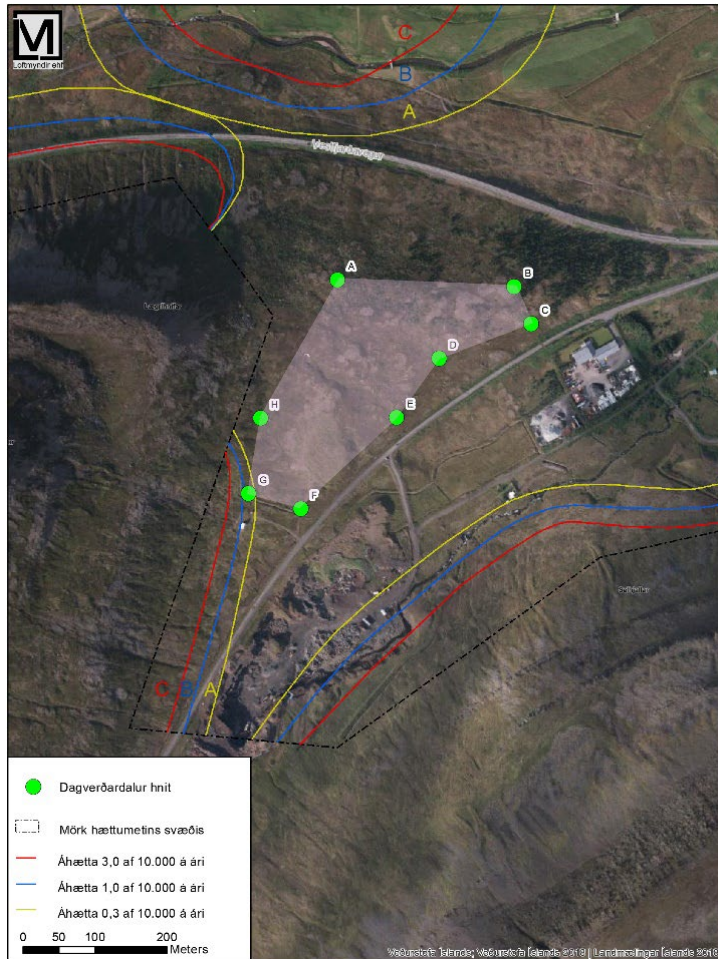 M
Loftmyndir ehf
C
B
A
Vestfjarðavegur
A
B
C
D
E
H
G
F
C B A
Dagverðardalur hnit
Mörk hættumetins svæðis
Áhætta 3,0 af 10.000 á ári
Áhætta 1,0 af 10.000 á ári
Áhætta 0,3 af 10.000 á ári
0 50 100 200
Meters
Veðurstofa Íslands; Veðurstofa Íslands 2018 | Landmælingar Íslands 2018